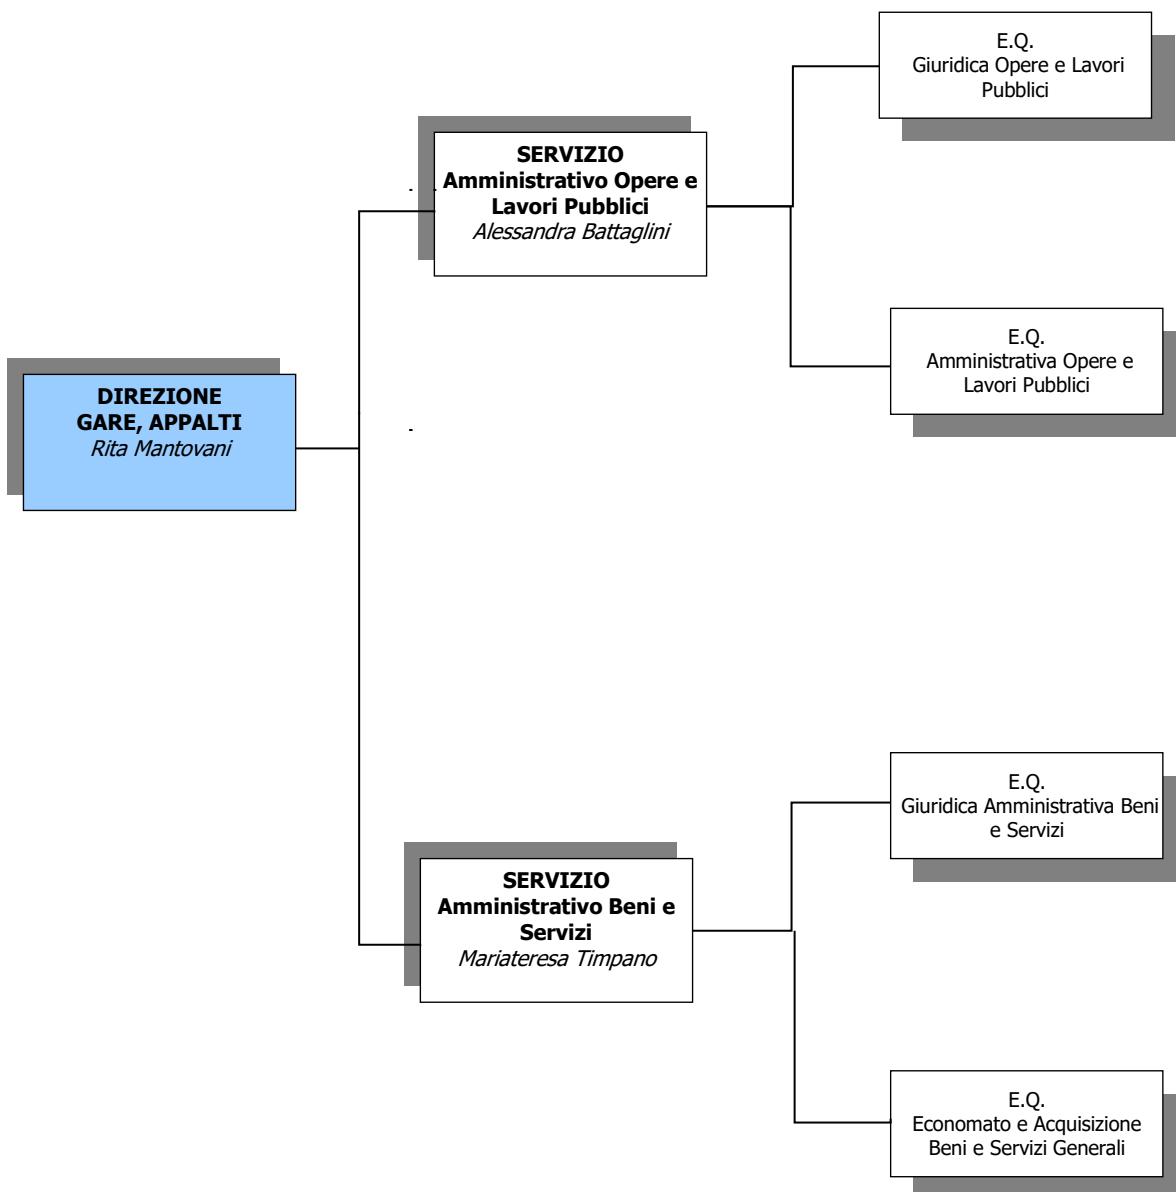 E.Q.
Giuridica Opere e Lavori
Pubblici
SERVIZIO
Amministrativo Opere e
Lavori Pubblici
Alessandra Battaglini
E.Q.
Amministrativa Opere e
Lavori Pubblici
DIREZIONE
GARE, APPALTI
Rita Mantovani
E.Q.
Giuridica Amministrativa Beni
e Servizi
SERVIZIO
Amministrativo Beni e
Servizi
Mariateresa Timpano
E.Q.
Economato e Acquisizione
Beni e Servizi Generali